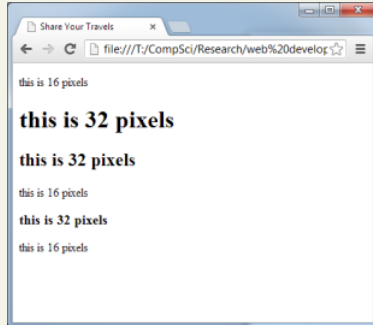 Share Your Travels
file:///T:/CompSci/Research/web%20develop
this is 16 pixels
this is 32 pixels
this is 32 pixels
this is 16 pixels
this is 32 pixels
this is 16 pixels